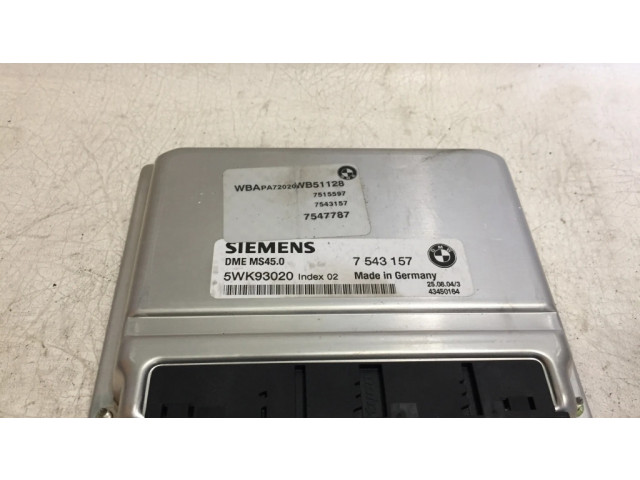 WBAPA72020WB51128
7515597
7543157
7547787
SIEMENS
DME MS45.0
7 543 157
5WK93020 Index 02
Made in Germany
25.06.04/3
43450164